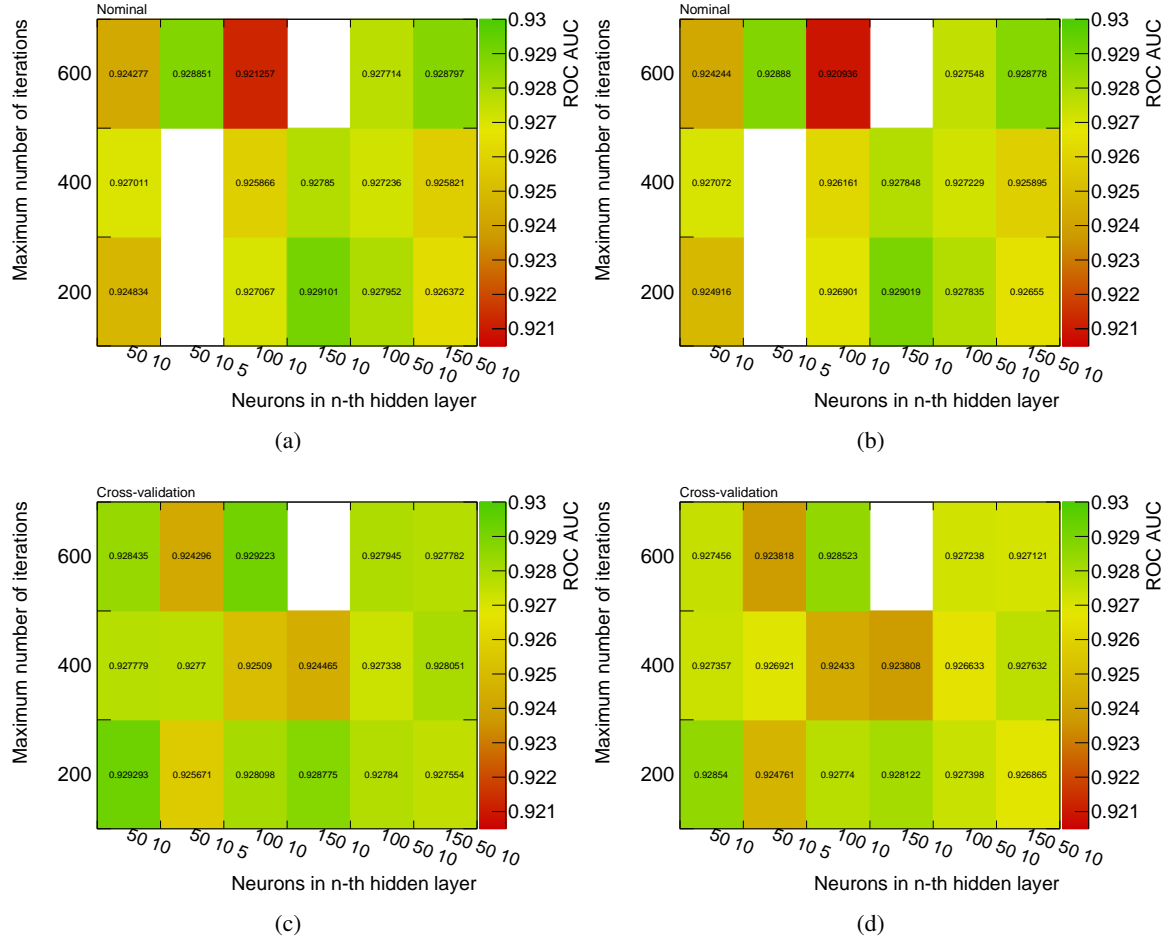 Nominal
Maximum number of iterations
600
400
200
0.924277 0.928851 0.921257 0.927714 0.928797
0.927011 0.925866 0.92785 0.927236 0.925821
0.924834 0.927067 0.929101 0.927952 0.926372
50 10
50 10 5
100 10
150 10
100 50 10
150 50 10
Neurons in n-th hidden layer
0.93
0.929
0.928
0.927
0.926
0.925
0.924
0.923
0.922
0.921
ROC AUC
(a)
Nominal
Maximum number of iterations
600
400
200
0.924244 0.92888 0.920936 0.927548 0.928778
0.927072 0.926161 0.927848 0.927229 0.925895
0.924916 0.926901 0.929019 0.927835 0.92655
50 10
50 10 5
100 10
150 10
100 50 10
150 50 10
Neurons in n-th hidden layer
0.93
0.929
0.928
0.927
0.926
0.925
0.924
0.923
0.922
0.921
ROC AUC
(b)
Cross-validation
Maximum number of iterations
600
400
200
0.928435 0.924296 0.929223 0.927945 0.927782
0.927779 0.9277 0.92509 0.924465 0.927338 0.928051
0.929293 0.925671 0.928098 0.928775 0.92784 0.927554
50 10
50 10 5
100 10
150 10
100 50 10
150 50 10
Neurons in n-th hidden layer
0.93
0.929
0.928
0.927
0.926
0.925
0.924
0.923
0.922
0.921
ROC AUC
(c)
Cross-validation
Maximum number of iterations
600
400
200
0.927456 0.923818 0.928523 0.927238 0.927121
0.927357 0.926921 0.92433 0.923808 0.926633 0.927632
0.92854 0.924761 0.92774 0.928122 0.927398 0.926865
50 10
50 10 5
100 10
150 10
100 50 10
150 50 10
Neurons in n-th hidden layer
0.93
0.929
0.928
0.927
0.926
0.925
0.924
0.923
0.922
0.921
ROC AUC
(d)